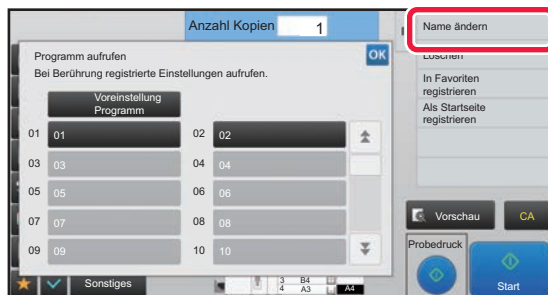 Anzahl Kopien 1
Name ändern
Programm aufrufen
OK
Bei Berührung registrierte Einstellungen aufrufen.
Löschen
In Favoriten
registrieren
Als Startseite
registrieren
Voreinstellung
Programm
01 01 02 02
03 03 04 04
05 05 06 06
07 07 08 08
09 09 10 10
Vorschau
CA
Probedruck
Start
Sonstiges
3 B4
4 A3
A4